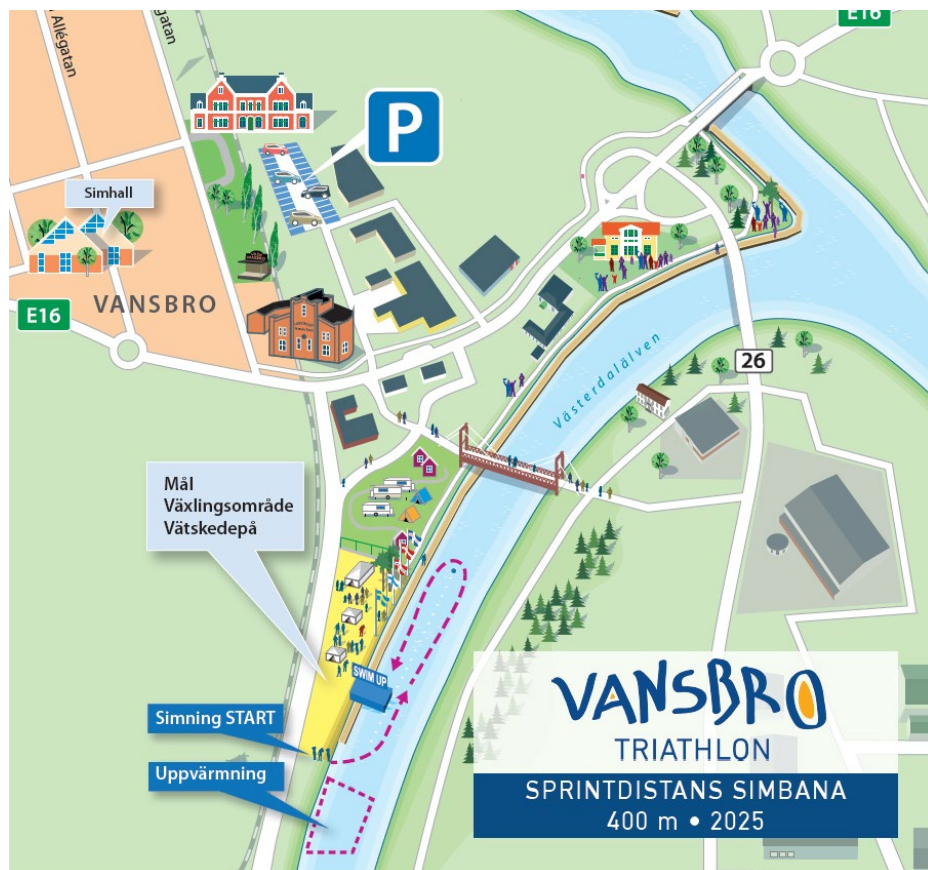 E16
Allégatan
P
Simhall
VANSBRO
E16
26
Västerdalälven
Mål
Växlingsområde
Vätskedepå
SWIM UP
Simning START
Uppvärmning
VANSBRO
TRIATHLON
SPRINTDISTANS SIMBANA
400 m • 2025